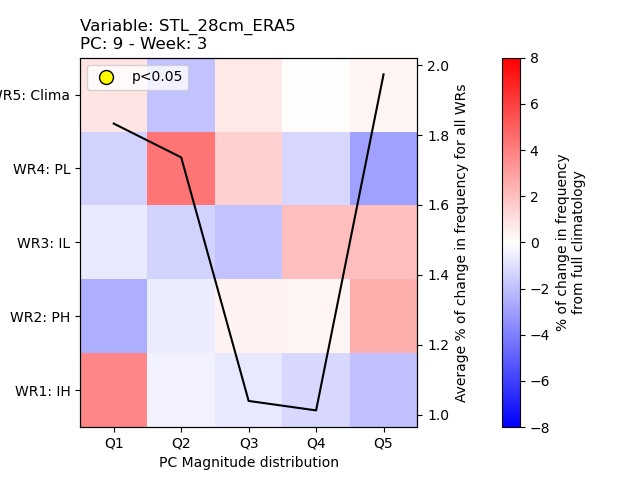 Variable: STL_28cm_ERA5
PC: 9 - Week: 3
p<0.05
WR5: Clima
WR4: PL
WR3: IL
WR2: PH
WR1: IH
Q1 Q2 Q3 Q4 Q5
PC Magnitude distribution
2.0
1.8
1.6
1.4
1.2
1.0
Average % of change in frequency for all WRs
8
6
4
2
0
−2
−4
−6
−8
% of change in frequency
from full climatology